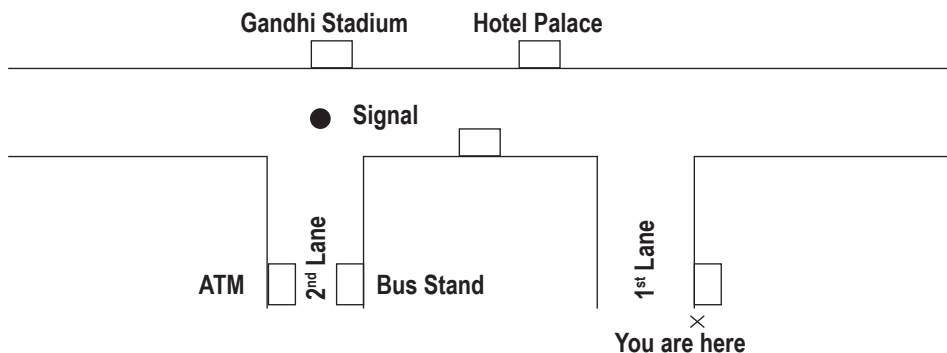 Gandhi Stadium
Hotel Palace
Signal
2nd Lane
1st Lane
ATM
Bus Stand
You are here